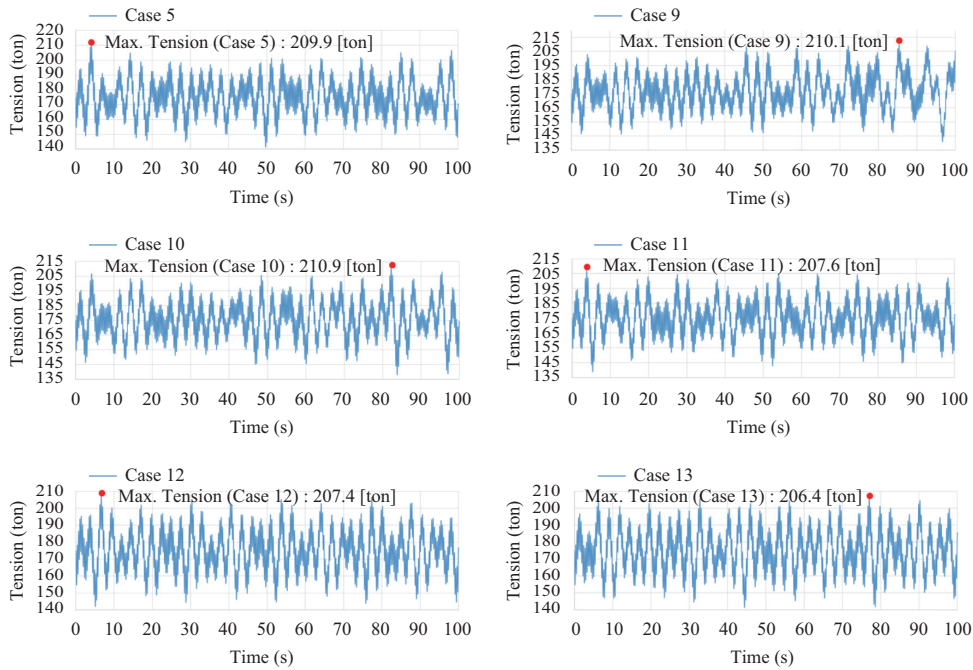 Case 5
Max. Tension (Case 5) : 209.9 [ton]
Tension (ton)
220
210
200
190
180
170
160
150
140
0 10 20 30 40 50 60 70 80 90 100
Time (s)
Case 9
Max. Tension (Case 9) : 210.1 [ton]
Tension (ton)
215
205
195
185
175
165
155
145
135
0 10 20 30 40 50 60 70 80 90 100
Time (s)
Case 10
Max. Tension (Case 10) : 210.9 [ton]
Tension (ton)
215
205
195
185
175
165
155
145
135
0 10 20 30 40 50 60 70 80 90 100
Time (s)
Case 11
Max. Tension (Case 11) : 207.6 [ton]
Tension (ton)
215
205
195
185
175
165
155
145
135
0 10 20 30 40 50 60 70 80 90 100
Time (s)
Case 12
Max. Tension (Case 12) : 207.4 [ton]
Tension (ton)
210
200
190
180
170
160
150
140
0 10 20 30 40 50 60 70 80 90 100
Time (s)
Case 13
Max. Tension (Case 13) : 206.4 [ton]
Tension (ton)
210
200
190
180
170
160
150
140
0 10 20 30 40 50 60 70 80 90 100
Time (s)